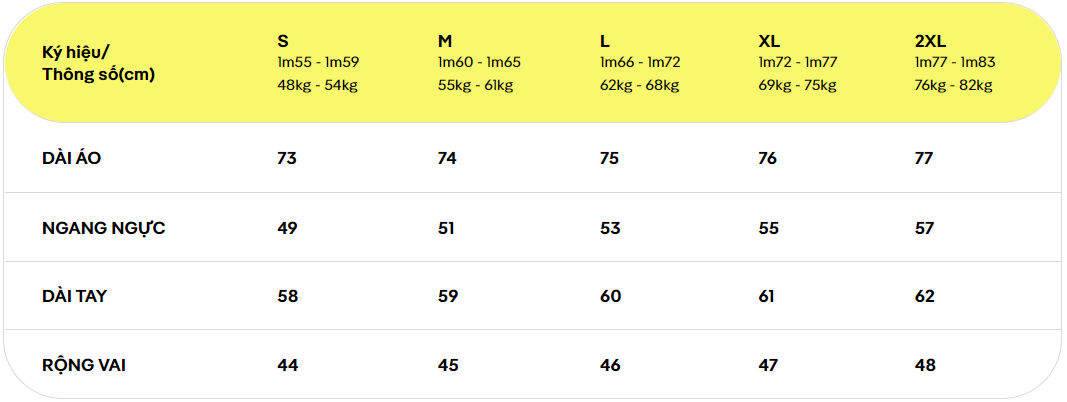 Ký hiệu/
Thông số(cm)
S
1m55 - 1m59
48kg - 54kg
M
1m60 - 1m65
55kg - 61kg
L
1m66 - 1m72
62kg - 68kg
XL
1m72 - 1m77
69kg - 75kg
2XL
1m77 - 1m83
76kg - 82kg
DÀI ÁO 73 74 75 76 77
NGANG NGỰC 49 51 53 55 57
DÀI TAY 58 59 60 61 62
RỘNG VAI 44 45 46 47 48